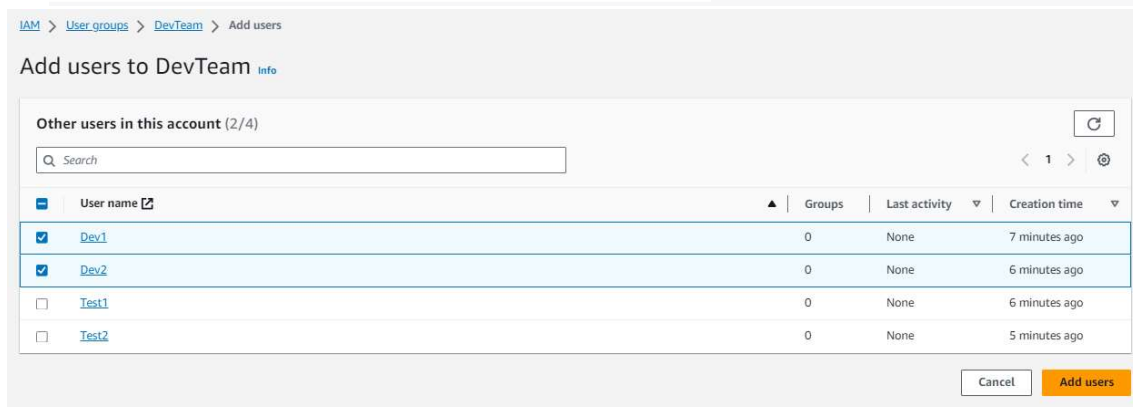 IAM > User groups > DevTeam > Add users
Add users to DevTeam Info
Other users in this account (2/4)
Search
< 1 >
User name Groups Last activity Creation time
Dev1 0 None 7 minutes ago
Dev2 0 None 6 minutes ago
Test1 0 None 6 minutes ago
Test2 0 None 5 minutes ago
Cancel Add users